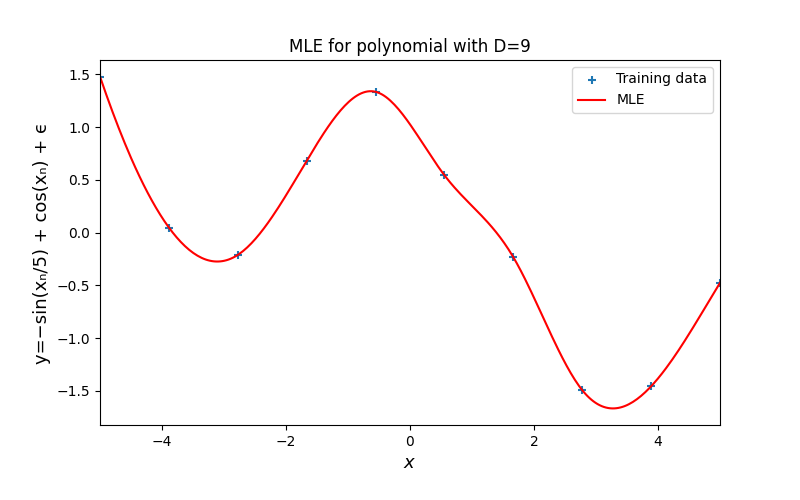 MLE for polynomial with D=9
Training data
MLE
1.5
1.0
0.5
0.0
−0.5
−1.0
−1.5
y=−sin(xₙ/5) + cos(xₙ) + ϵ
−4 −2 0 2 4
x